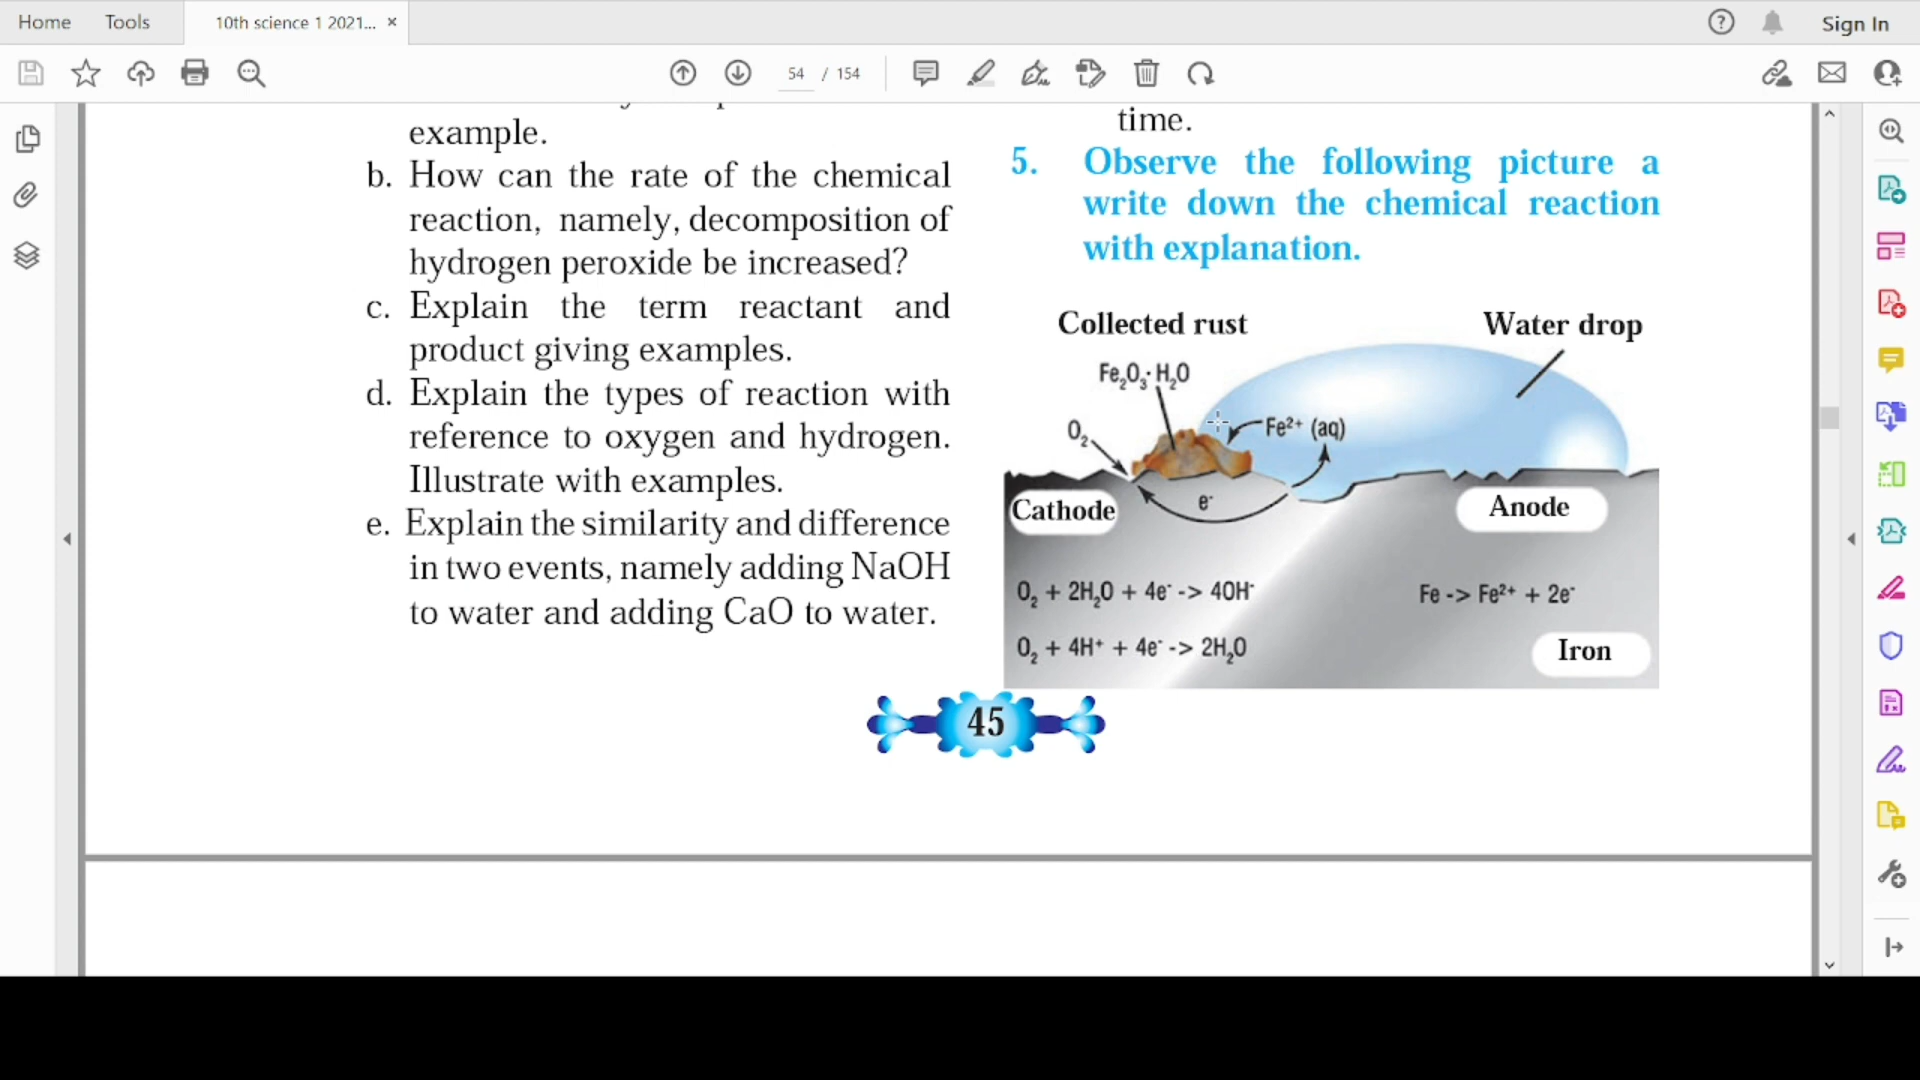 Home Tools 10th science 1 2021... × Sign In
54 / 154
example.
b. How can the rate of the chemical
reaction, namely, decomposition of
hydrogen peroxide be increased?
c. Explain the term reactant and
product giving examples.
d. Explain the types of reaction with
reference to oxygen and hydrogen.
Illustrate with examples.
e. Explain the similarity and difference
in two events, namely adding NaOH
to water and adding CaO to water.
time.
5. Observe the following picture a
write down the chemical reaction
with explanation.
Collected rust
Water drop
Fe₂O₃· H₂O
O₂
Fe²⁺ (aq)
Cathode
e⁻
Anode
O₂ + 2H₂O + 4e⁻ -> 4OH⁻
Fe -> Fe²⁺ + 2e⁻
O₂ + 4H⁺ + 4e⁻ -> 2H₂O
Iron
45